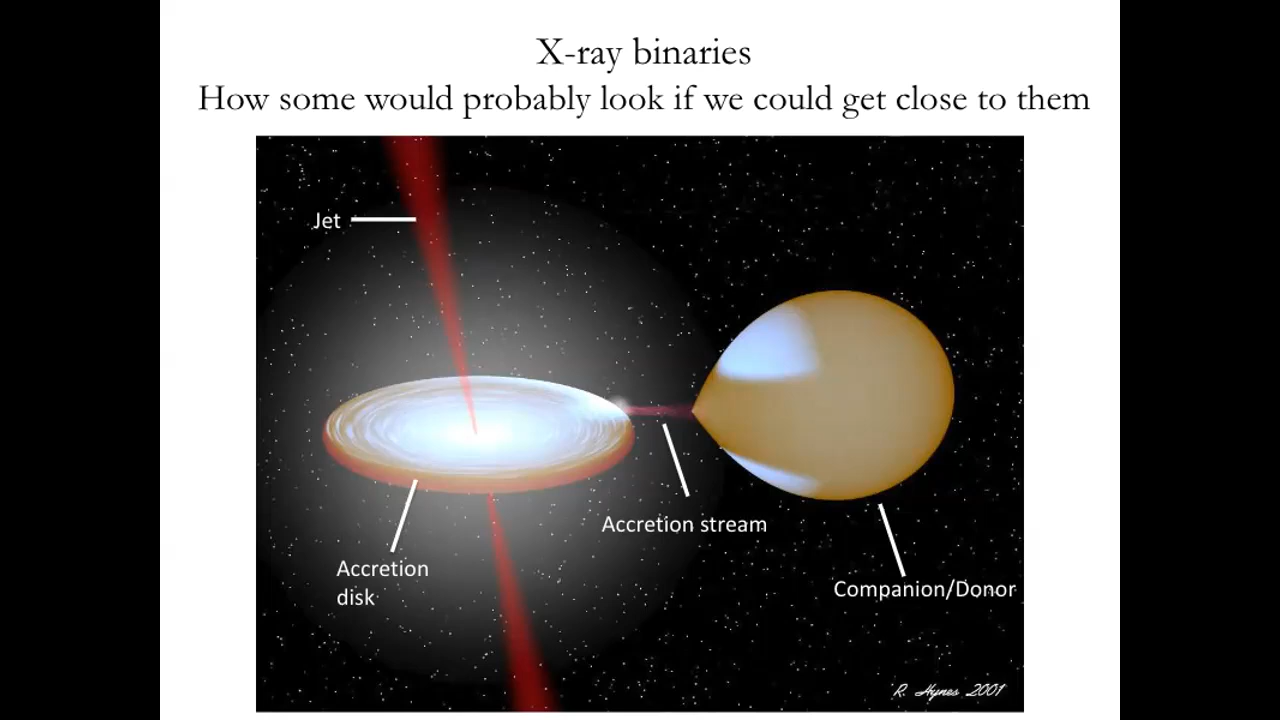 X-ray binaries
How some would probably look if we could get close to them
Jet
Accretion stream
Accretion
disk
Companion/Donor
R. Hynes 2001